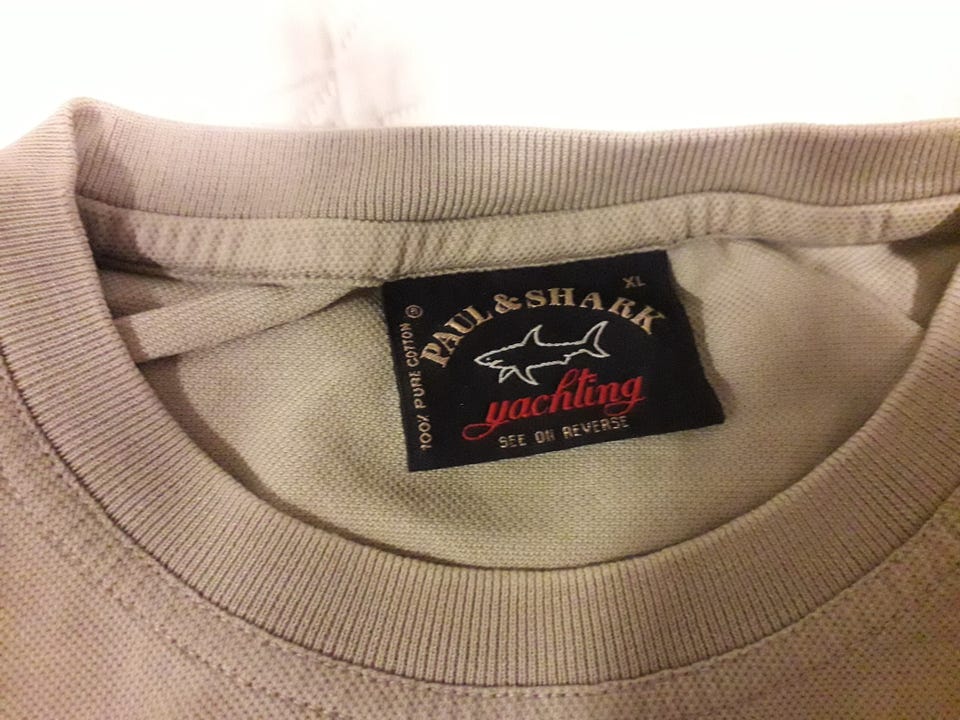 XL
PAUL & SHARK ®
100% PURE COTTON
yachting
SEE ON REVERSE